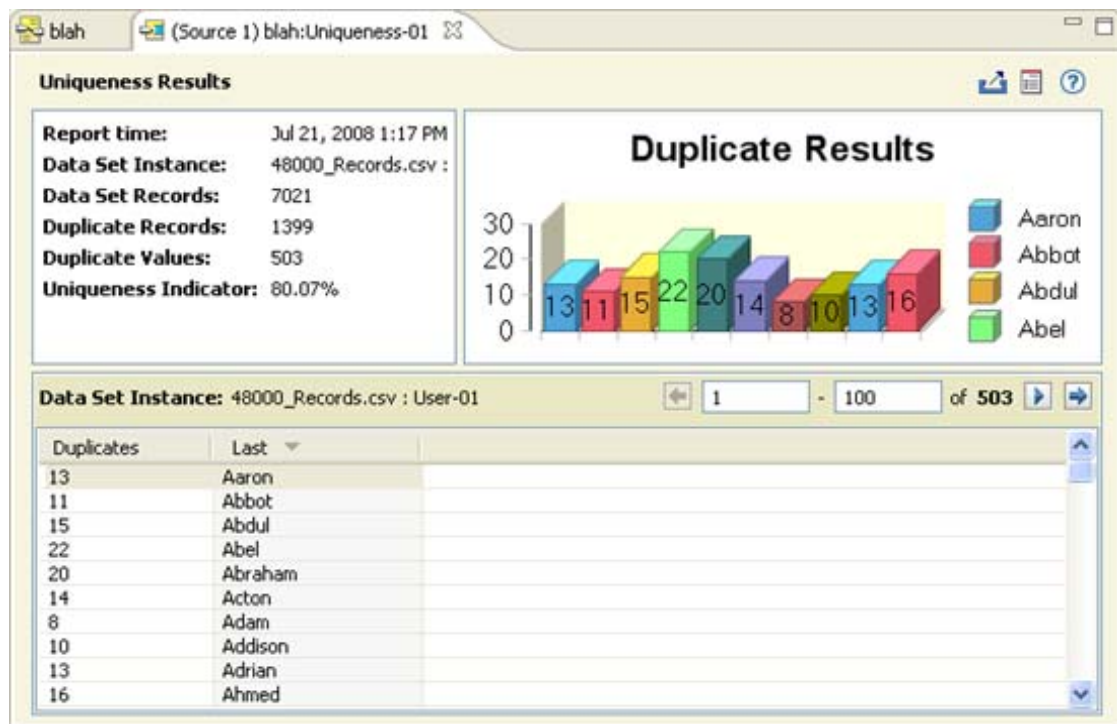 blah
(Source 1) blah:Uniqueness-01
Uniqueness Results
Report time: Jul 21, 2008 1:17 PM
Data Set Instance: 48000_Records.csv :
Data Set Records: 7021
Duplicate Records: 1399
Duplicate Values: 503
Uniqueness Indicator: 80.07%
Duplicate Results
30
20
10
0
13 11 15 22 20 14 8 10 13 16
Aaron
Abbot
Abdul
Abel
Data Set Instance: 48000_Records.csv : User-01
1 - 100 of 503
Duplicates Last
13 Aaron
11 Abbot
15 Abdul
22 Abel
20 Abraham
14 Acton
8 Adam
10 Addison
13 Adrian
16 Ahmed